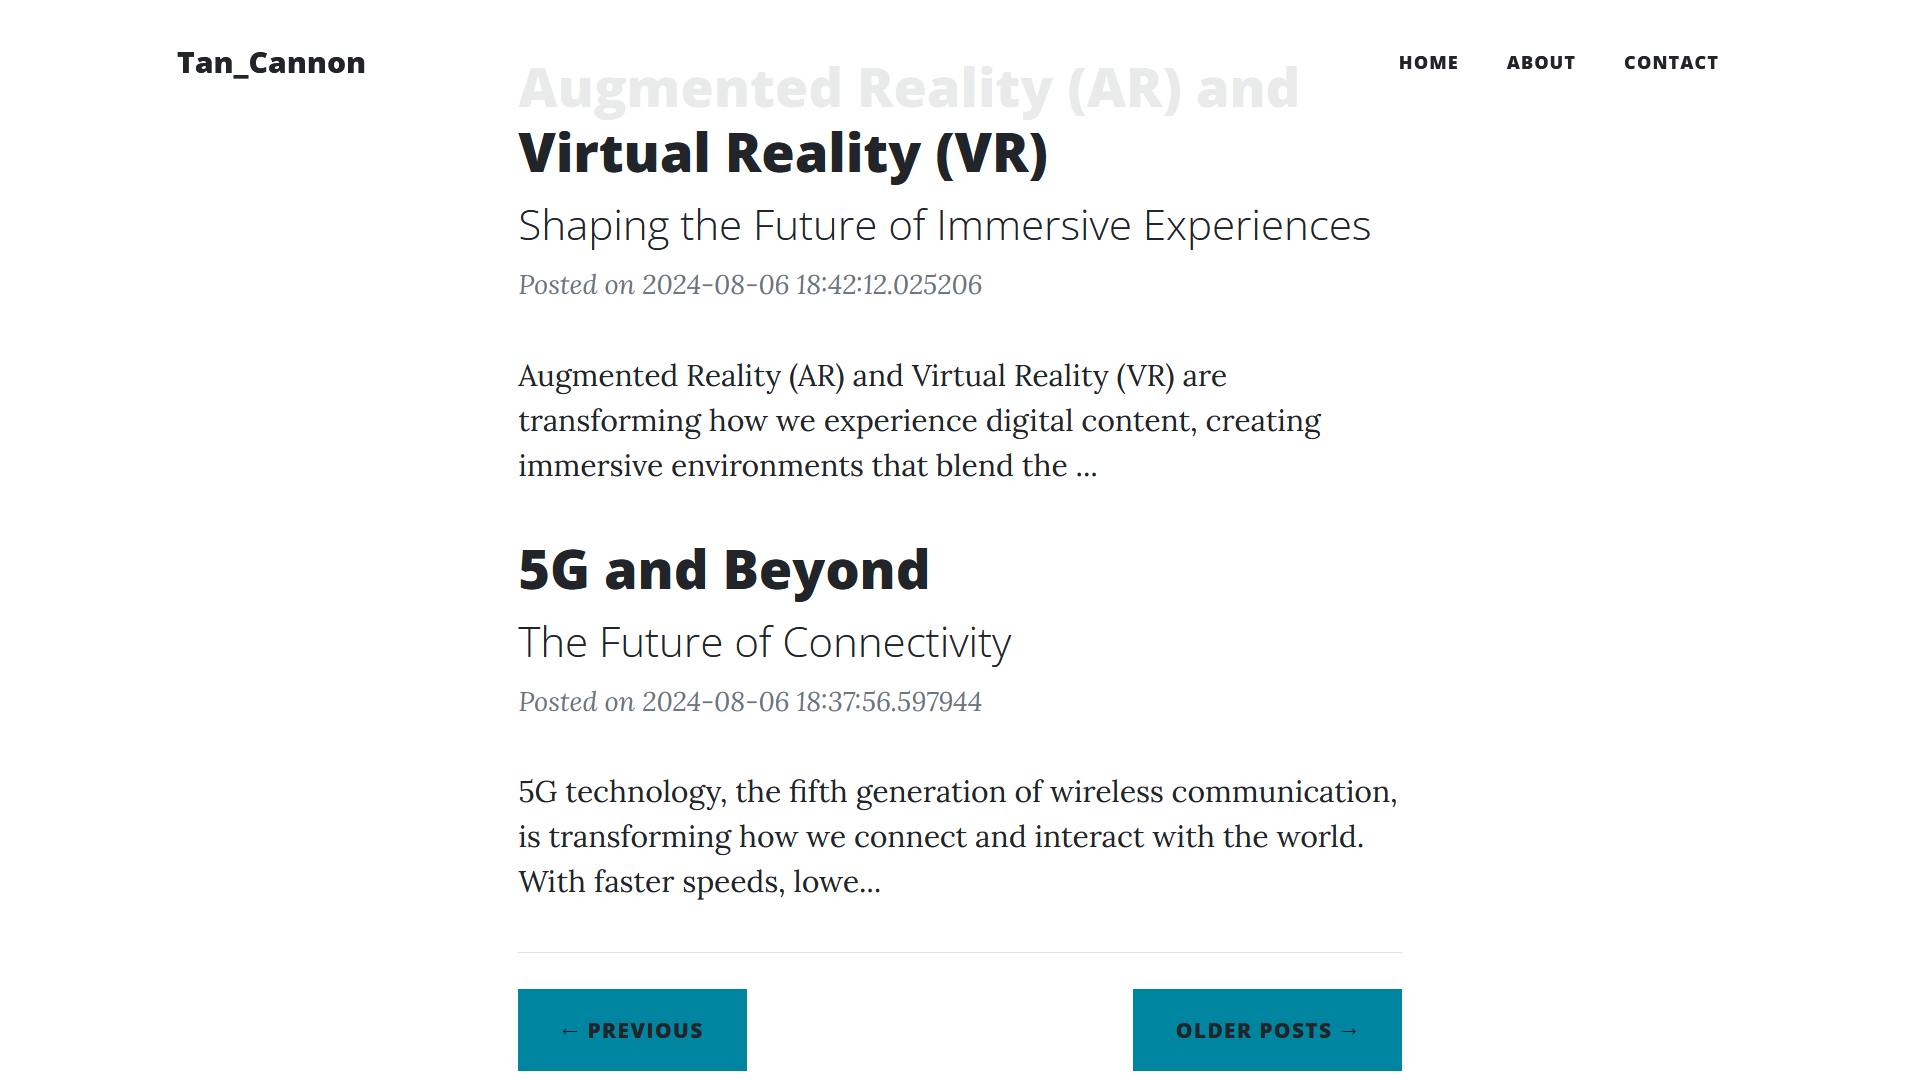 Tan_Cannon
HOME ABOUT CONTACT
Augmented Reality (AR) and
Virtual Reality (VR)
Shaping the Future of Immersive Experiences
Posted on 2024-08-06 18:42:12.025206
Augmented Reality (AR) and Virtual Reality (VR) are
transforming how we experience digital content, creating
immersive environments that blend the ...
5G and Beyond
The Future of Connectivity
Posted on 2024-08-06 18:37:56.597944
5G technology, the fifth generation of wireless communication,
is transforming how we connect and interact with the world.
With faster speeds, lowe...
← PREVIOUS
OLDER POSTS →